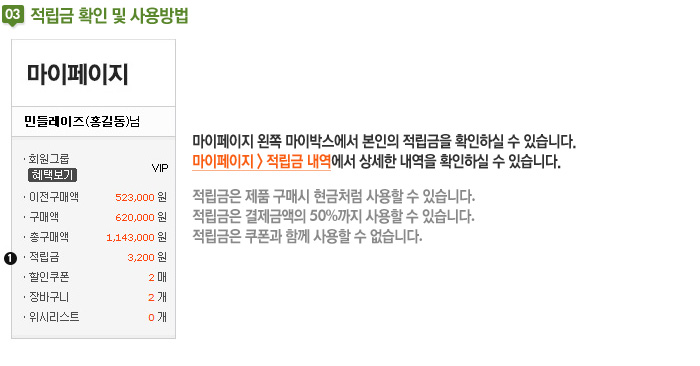 03 적립금 확인 및 사용방법
마이페이지
민들레이즈(홍길동)님
· 회원그룹
혜택보기 VIP
· 이전구매액 523,000 원
· 구매액 620,000 원
· 총구매액 1,143,000 원
1 · 적립금 3,200 원
· 할인쿠폰 2 매
· 장바구니 2 개
· 위시리스트 0 개
마이페이지 왼쪽 마이박스에서 본인의 적립금을 확인하실 수 있습니다.
마이페이지 > 적립금 내역에서 상세한 내역을 확인하실 수 있습니다.
적립금은 제품 구매시 현금처럼 사용할 수 있습니다.
적립금은 결제금액의 50%까지 사용할 수 있습니다.
적립금은 쿠폰과 함께 사용할 수 없습니다.